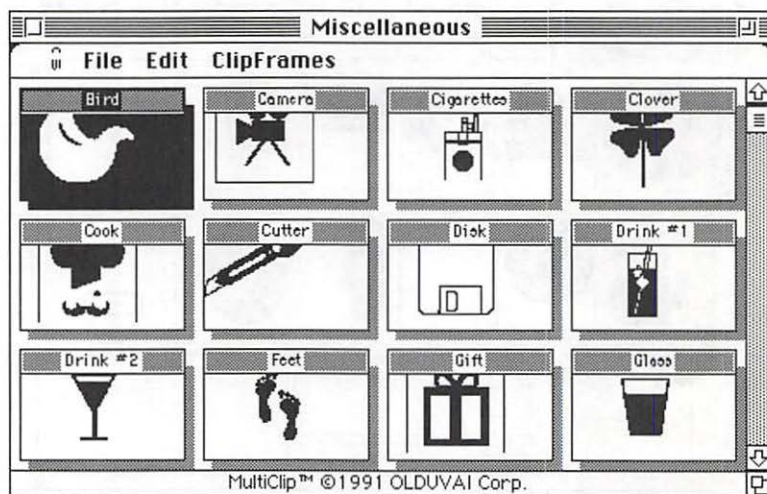 Miscellaneous
File Edit ClipFrames
Bird Camera Cigarettes Clover
Cook Cutter Disk Drink #1
Drink #2 Feet Gift Glass
MultiClip™ ©1991 OLDUVAI Corp.